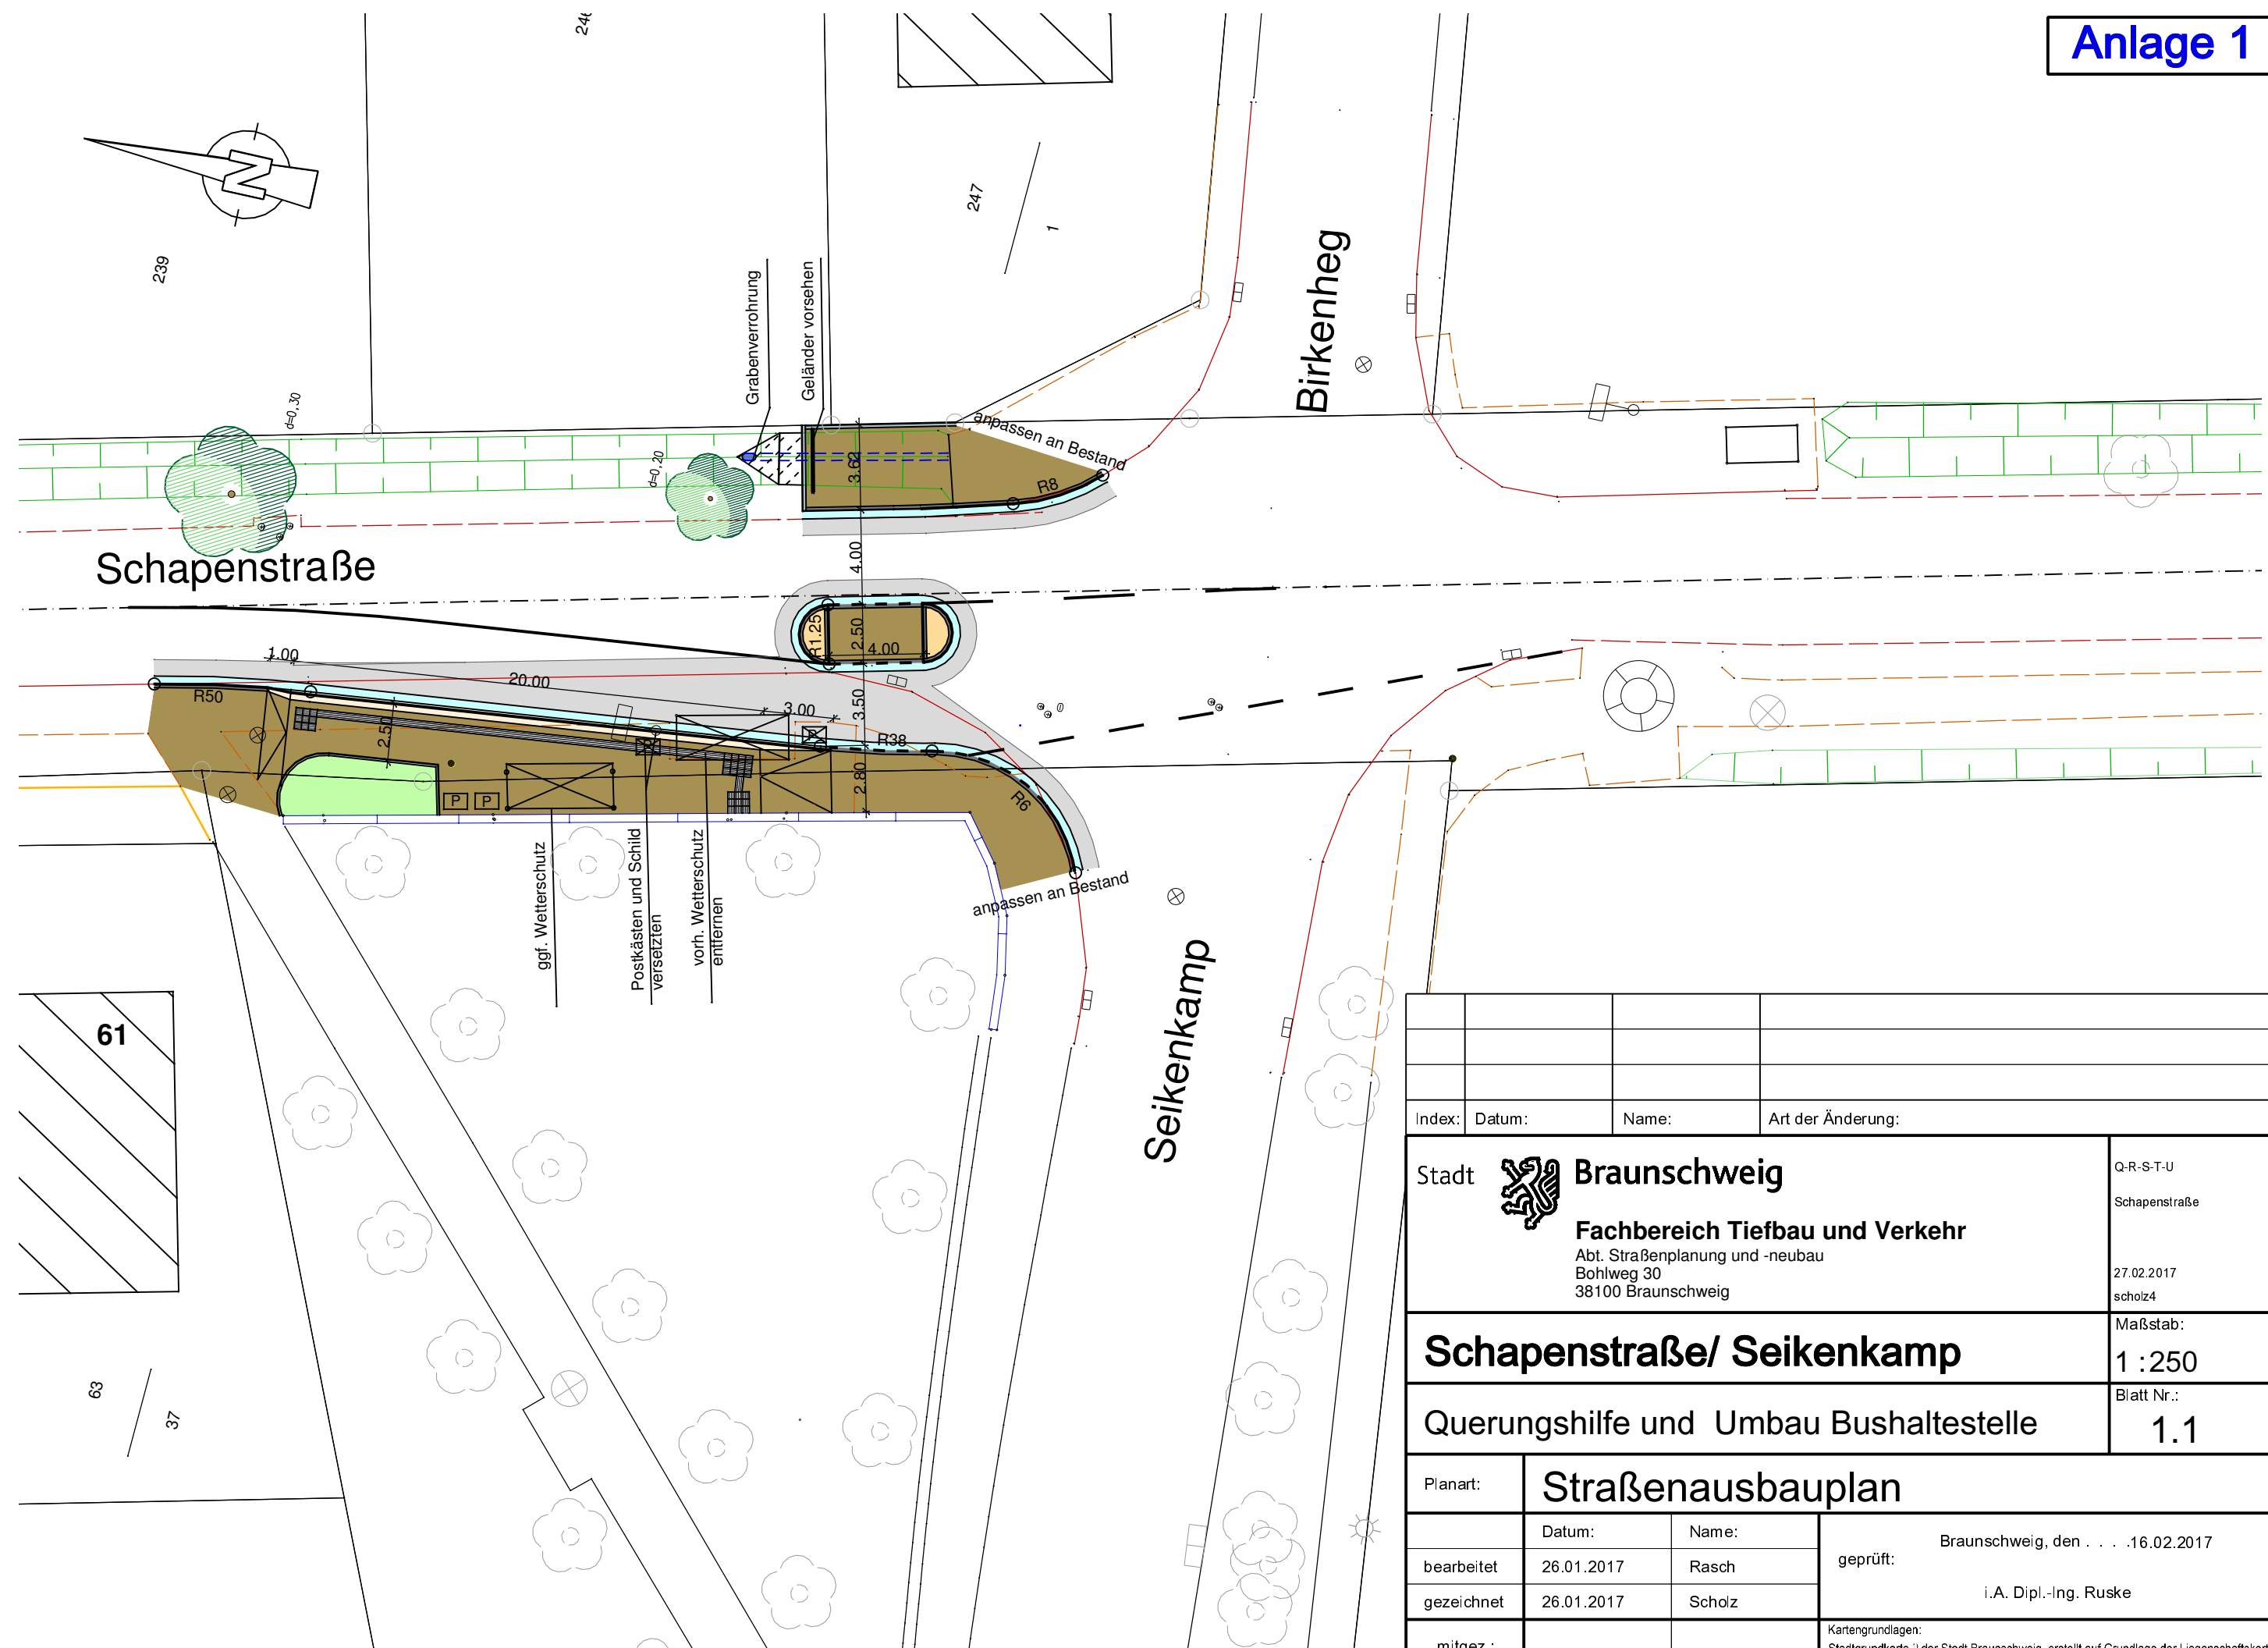 Anlage 1
246
239
247
1
Birkenheg
Grabenverrohrung
Geländer vorsehen
anpassen an Bestand
d=0,30
d=0,20
3.62
R8
N
Schapenstraße
4.00
R1.25
2.50
4.00
1.00
20.00
3.00
3.50
R50
2.50
R38
2.80
R6
P
P
anpassen an Bestand
ggf. Wetterschutz
Postkästen und Schild
versetzten
vorh. Wetterschutz
entfernen
Seikenkamp
61
63
37
Index: Datum: Name: Art der Änderung:
Stadt Braunschweig
Fachbereich Tiefbau und Verkehr
Abt. Straßenplanung und -neubau
Bohlweg 30
38100 Braunschweig
Q-R-S-T-U
Schapenstraße
27.02.2017
scholz4
Schapenstraße/ Seikenkamp
Maßstab:
1 :250
Querungshilfe und Umbau Bushaltestelle
Blatt Nr.:
1.1
Planart: Straßenausbauplan
Datum: Name:
bearbeitet 26.01.2017 Rasch
gezeichnet 26.01.2017 Scholz
geprüft:
Braunschweig, den . . . .16.02.2017
i.A. Dipl.-Ing. Ruske
Kartengrundlagen: